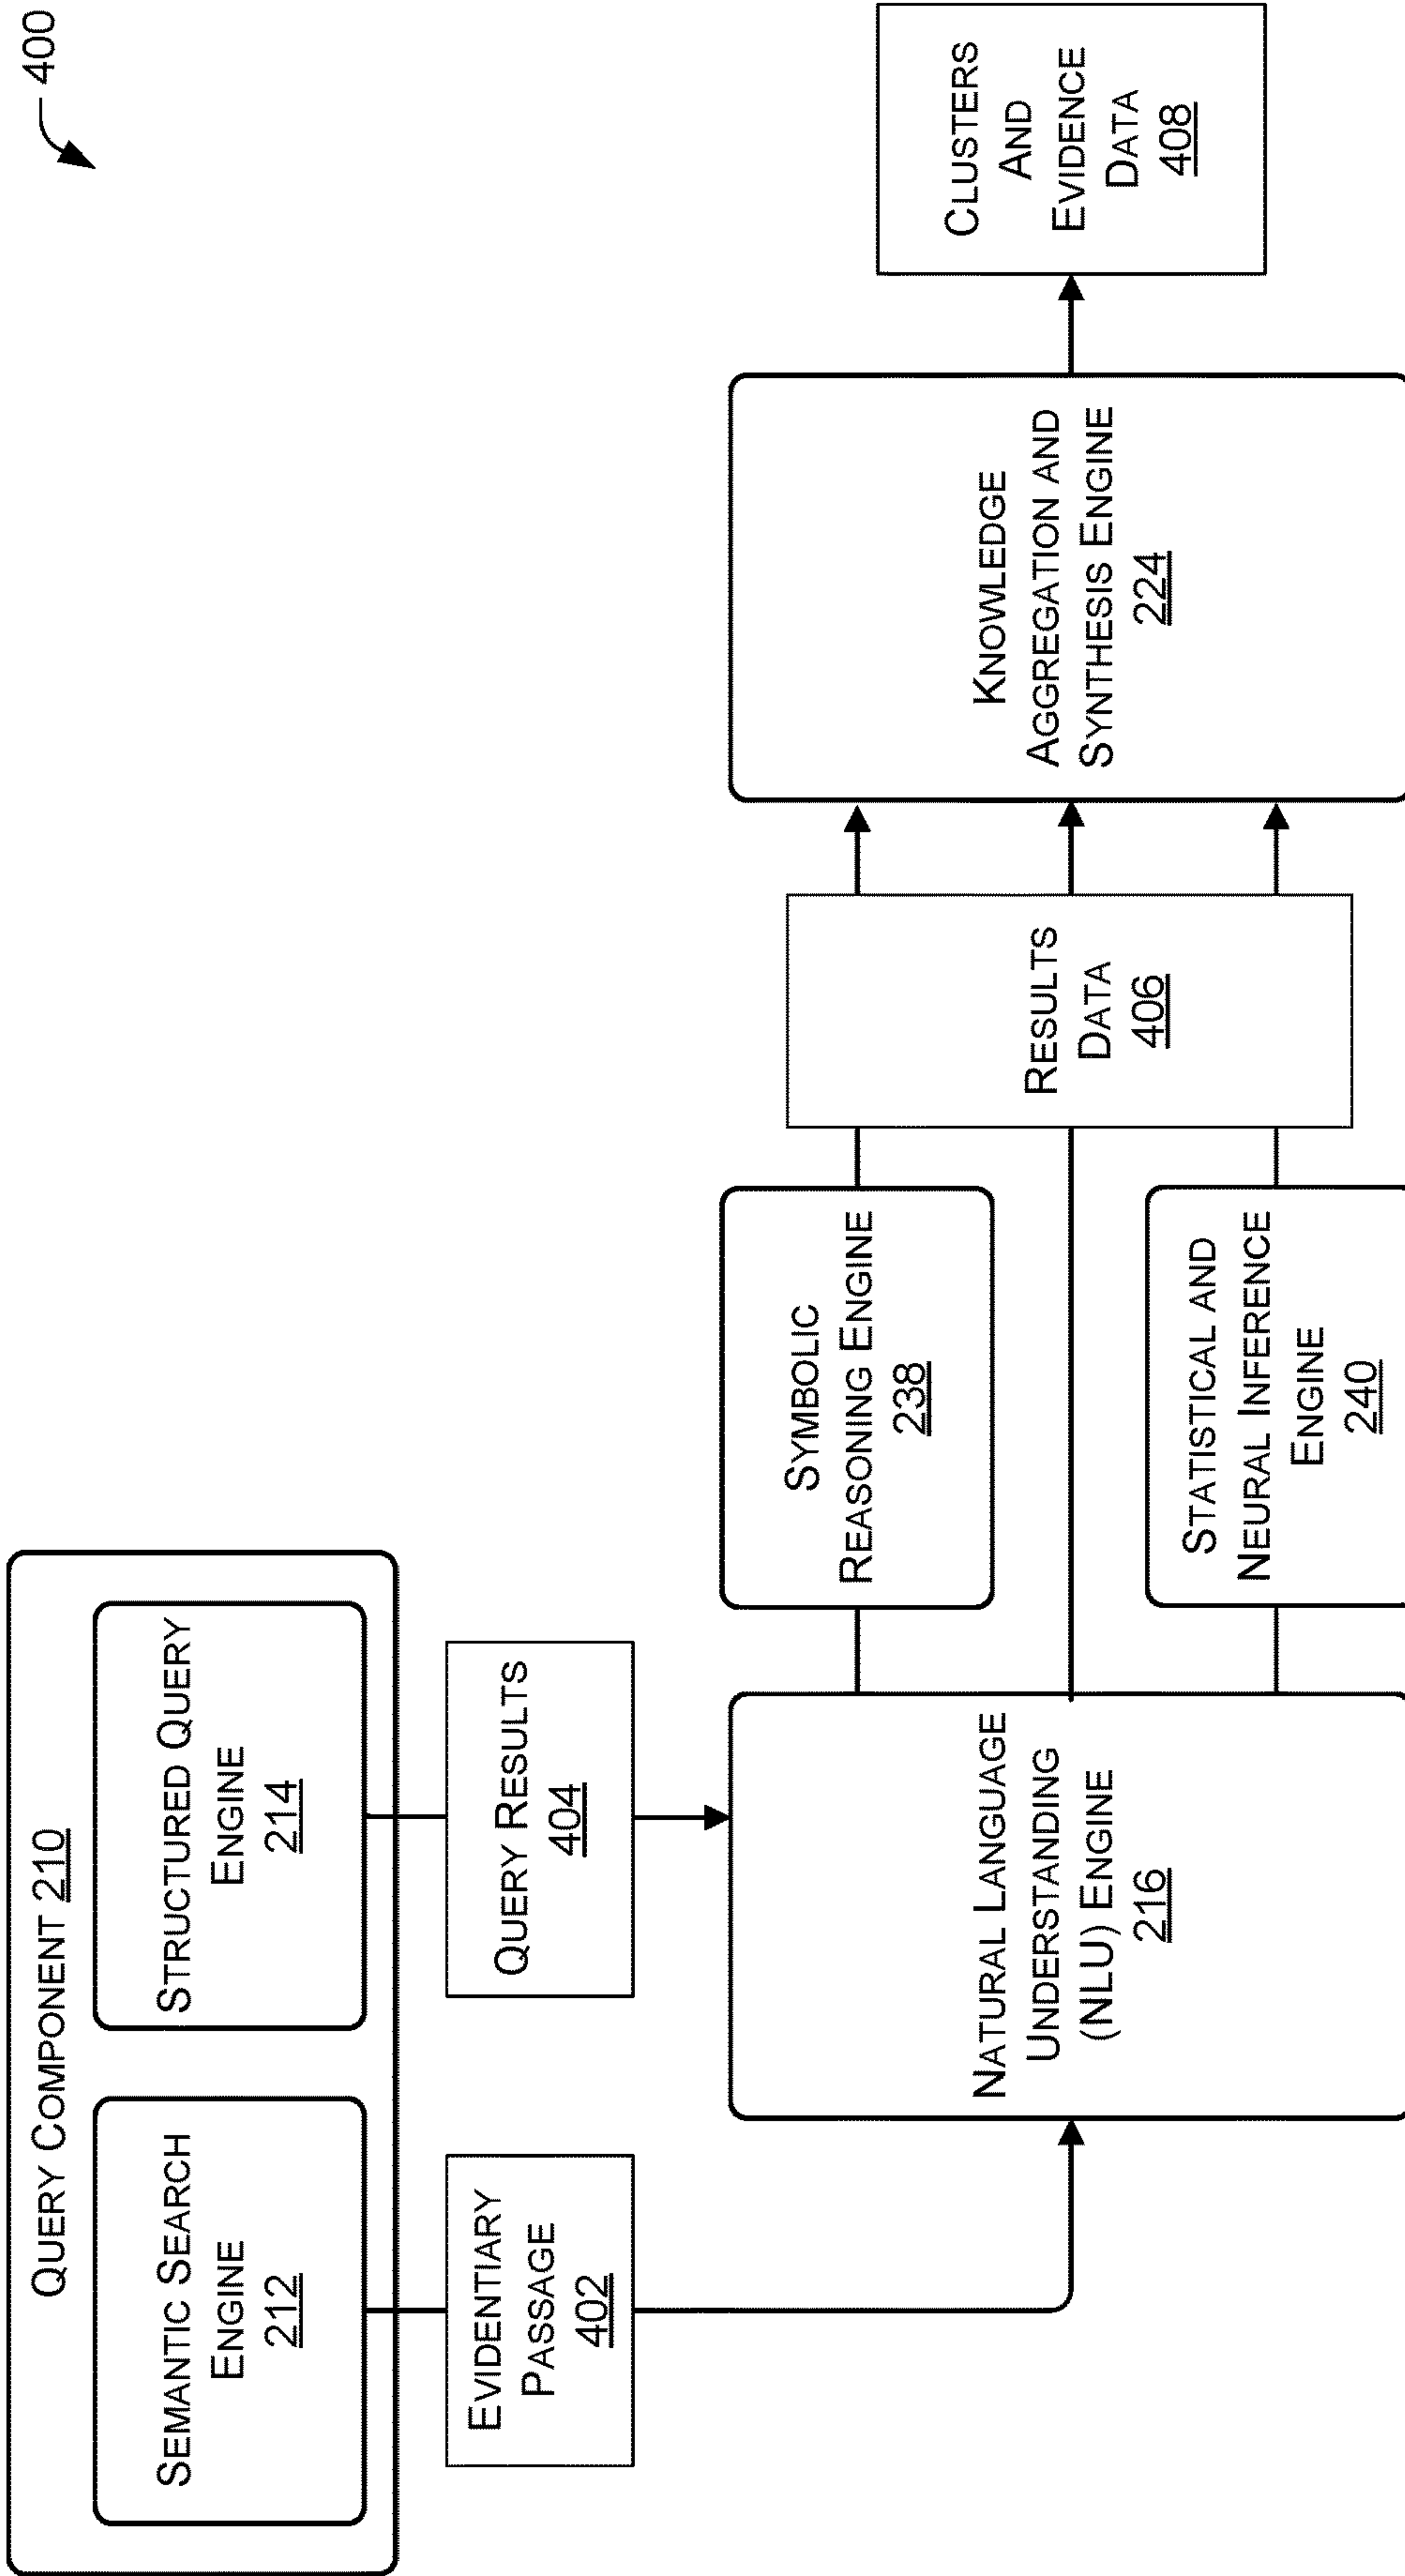 400
QUERY COMPONENT 210
SEMANTIC SEARCH
ENGINE
212
STRUCTURED QUERY
ENGINE
214
EVIDENTIARY
PASSAGE
402
QUERY RESULTS
404
NATURAL LANGUAGE
UNDERSTANDING
(NLU) ENGINE
216
SYMBOLIC
REASONING ENGINE
238
STATISTICAL AND
NEURAL INFERENCE
ENGINE
240
RESULTS
DATA
406
KNOWLEDGE
AGGREGATION AND
SYNTHESIS ENGINE
224
CLUSTERS
AND
EVIDENCE
DATA
408